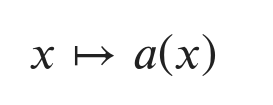 x ↦ a(x)